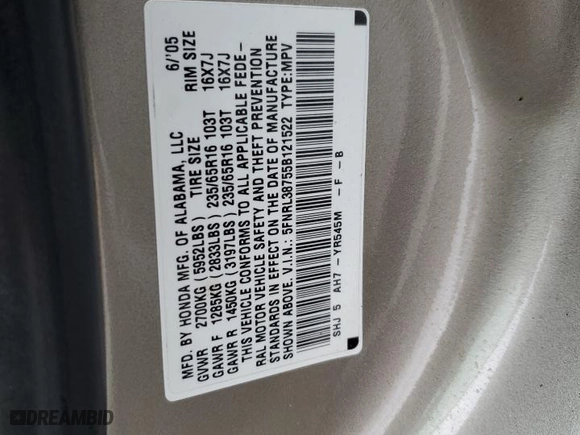 MFD. BY HONDA MFG. OF ALABAMA, LLC 6/'05
GVWR 2700KG (5952LBS) TIRE SIZE RIM SIZE
GAWR F 1285KG (2833LBS) 235/65R16 103T 16X7J
GAWR R 1450KG (3197LBS) 235/65R16 103T 16X7J
THIS VEHICLE CONFORMS TO ALL APPLICABLE FEDE-
RAL MOTOR VEHICLE SAFETY AND THEFT PREVENTION
STANDARDS IN EFFECT ON THE DATE OF MANUFACTURE
SHOWN ABOVE. V.I.N.: 5FNRL38755B121522 TYPE: MPV
SHJ 5 AH7 - YR545M - F - B
DREAMBID